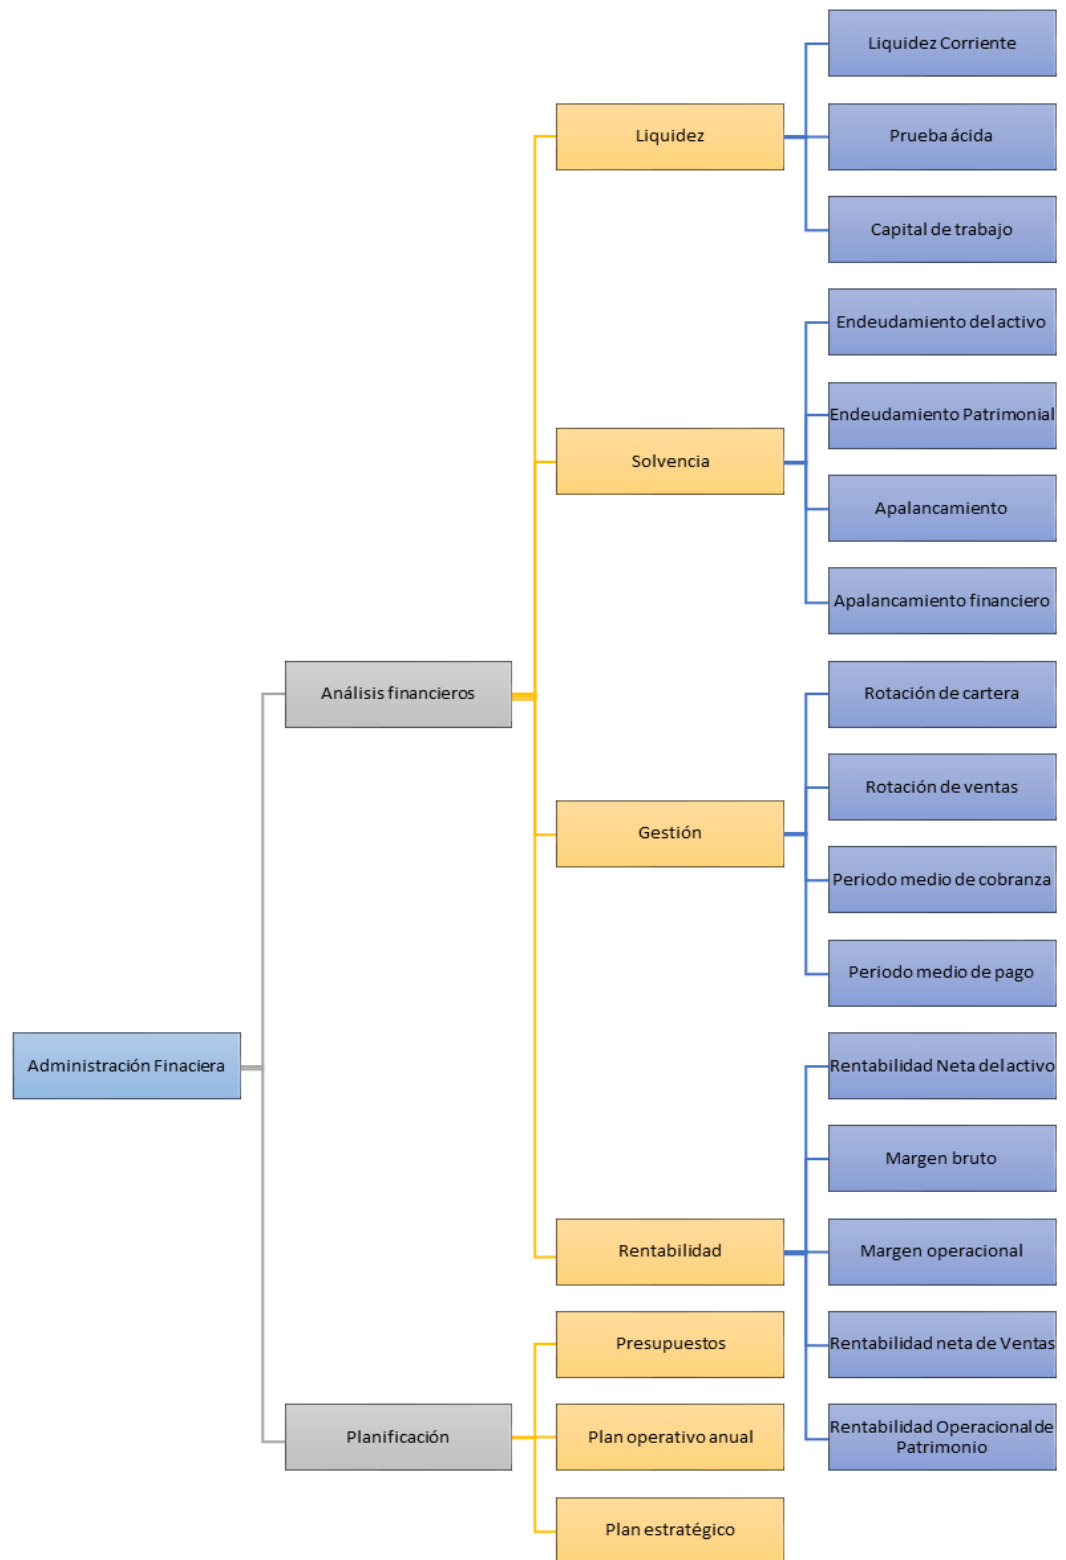 Administración Finaciera
Análisis financieros
Liquidez
Liquidez Corriente
Prueba ácida
Capital de trabajo
Solvencia
Endeudamiento del activo
Endeudamiento Patrimonial
Apalancamiento
Apalancamiento financiero
Gestión
Rotación de cartera
Rotación de ventas
Periodo medio de cobranza
Periodo medio de pago
Rentabilidad
Rentabilidad Neta del activo
Margen bruto
Margen operacional
Rentabilidad neta de Ventas
Rentabilidad Operacional de
Patrimonio
Planificación
Presupuestos
Plan operativo anual
Plan estratégico